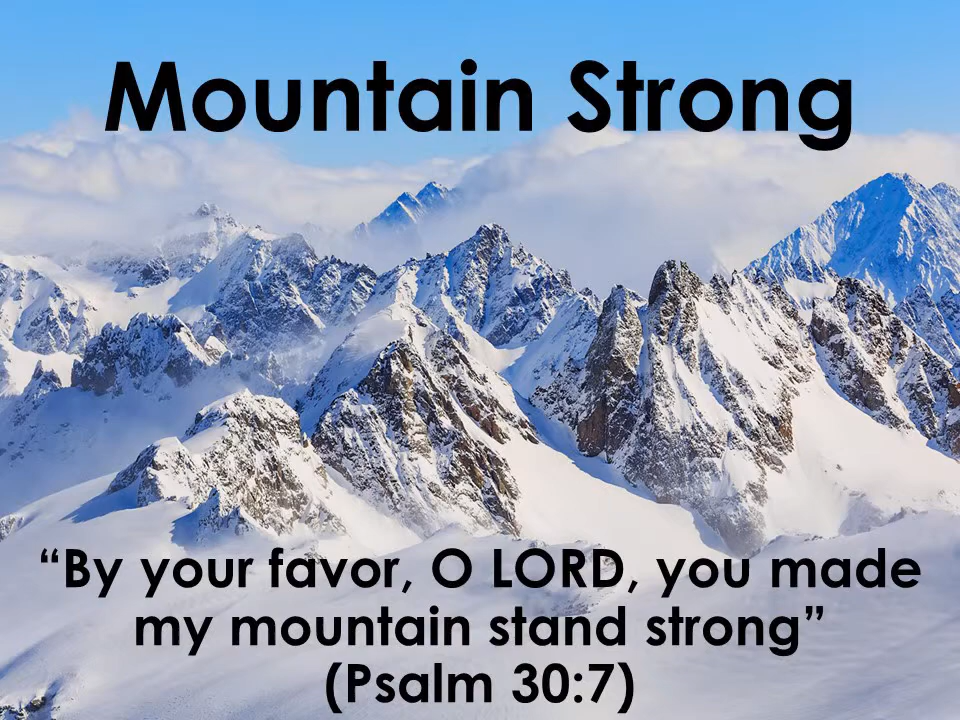 Mountain Strong
“By your favor, O LORD, you made
my mountain stand strong”
(Psalm 30:7)